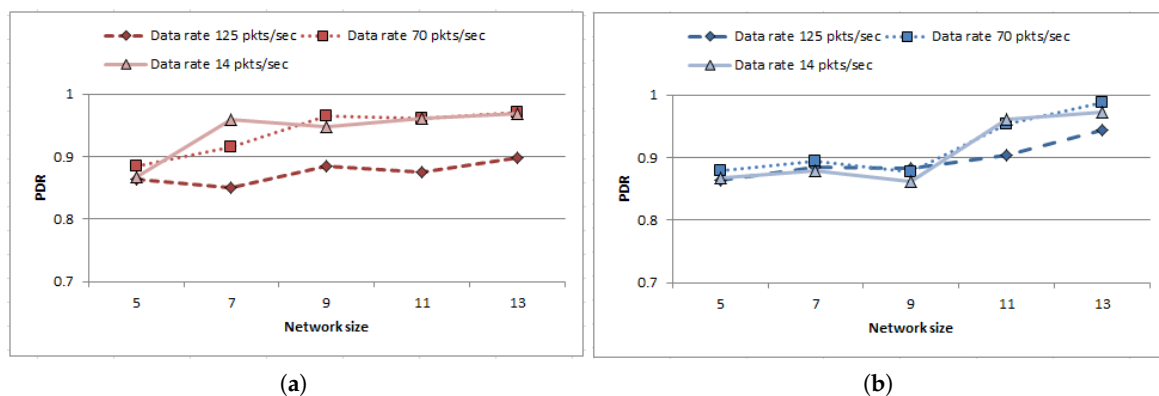 Data rate 125 pkts/sec
Data rate 70 pkts/sec
Data rate 14 pkts/sec
1
0.9
0.8
0.7
PDR
5 7 9 11 13
Network size
(a)
Data rate 125 pkts/sec
Data rate 70 pkts/sec
Data rate 14 pkts/sec
1
0.9
0.8
0.7
PDR
5 7 9 11 13
Network size
(b)